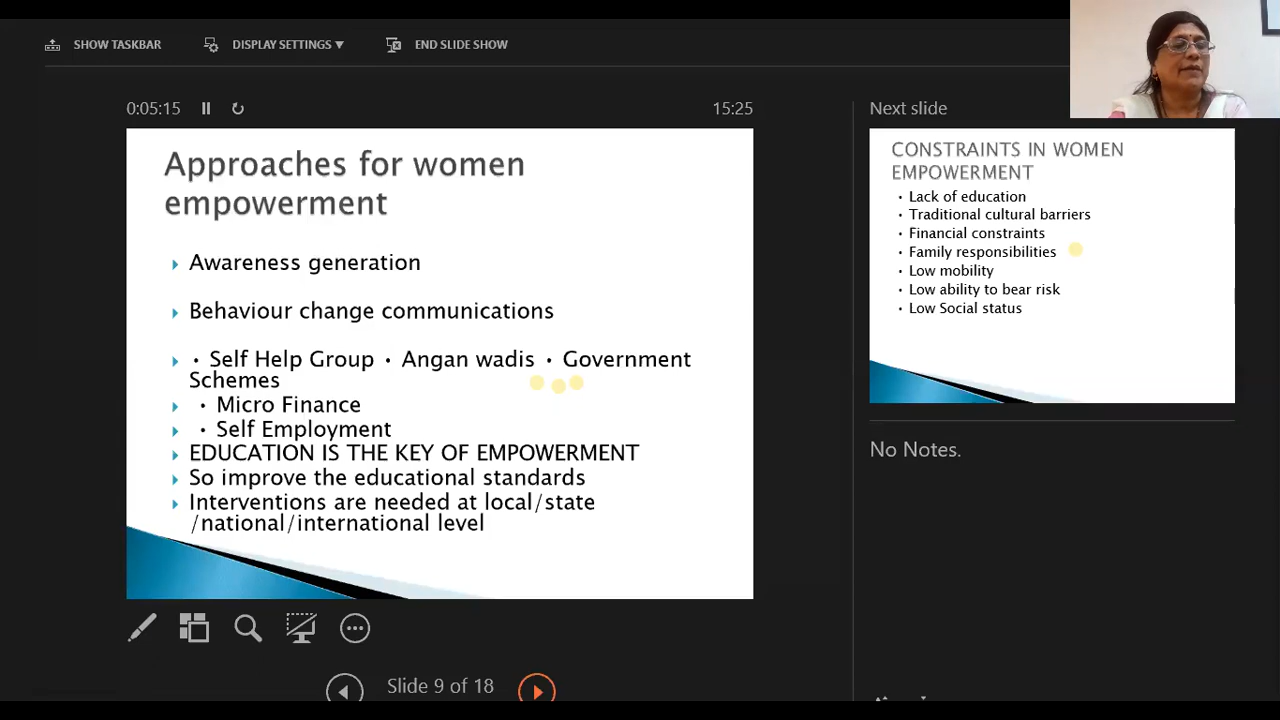 SHOW TASKBAR
DISPLAY SETTINGS ▼
END SLIDE SHOW
0:05:15
15:25
Approaches for women
empowerment
Awareness generation
Behaviour change communications
• Self Help Group • Angan wadis • Government
Schemes
• Micro Finance
• Self Employment
EDUCATION IS THE KEY OF EMPOWERMENT
So improve the educational standards
Interventions are needed at local/state
/national/international level
Slide 9 of 18
Next slide
CONSTRAINTS IN WOMEN
EMPOWERMENT
• Lack of education
• Traditional cultural barriers
• Financial constraints
• Family responsibilities
• Low mobility
• Low ability to bear risk
• Low Social status
No Notes.